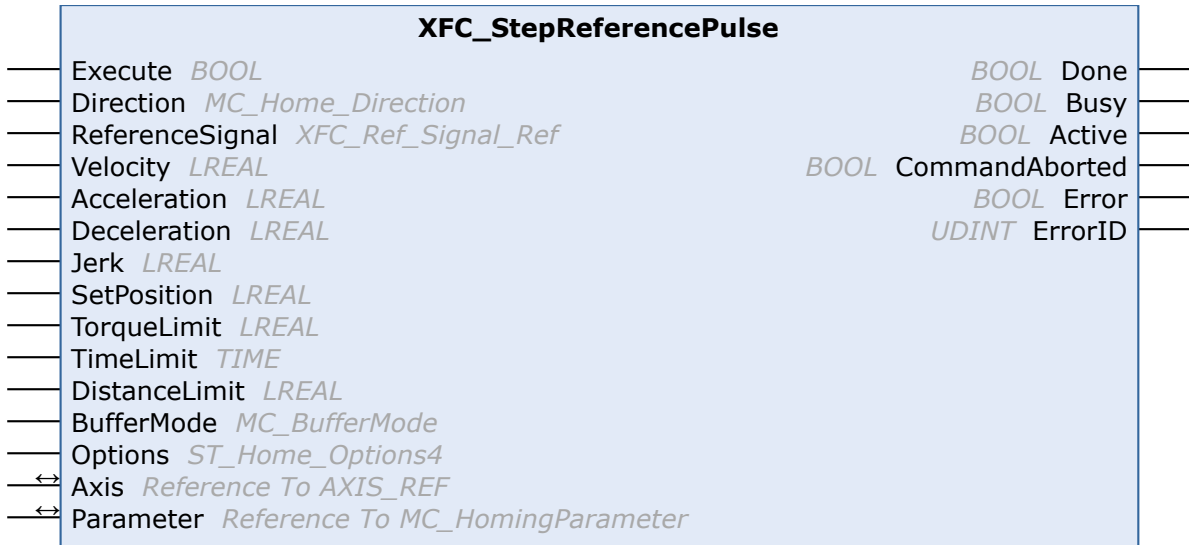 XFC_StepReferencePulse
Execute BOOL BOOL Done
Direction MC_Home_Direction BOOL Busy
ReferenceSignal XFC_Ref_Signal_Ref BOOL Active
Velocity LREAL BOOL CommandAborted
Acceleration LREAL BOOL Error
Deceleration LREAL UDINT ErrorID
Jerk LREAL
SetPosition LREAL
TorqueLimit LREAL
TimeLimit TIME
DistanceLimit LREAL
BufferMode MC_BufferMode
Options ST_Home_Options4
↔ Axis Reference To AXIS_REF
↔ Parameter Reference To MC_HomingParameter